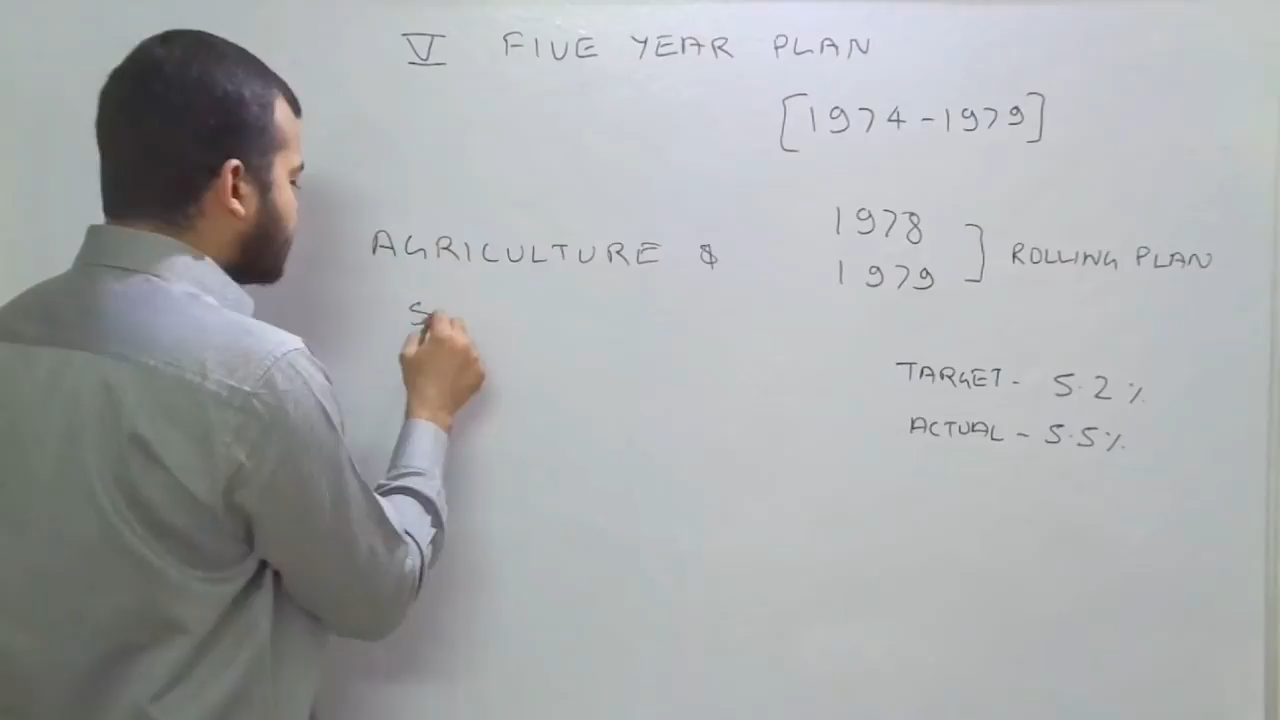 V FIVE YEAR PLAN
[1974-1979]
AGRICULTURE &
S
1978
1979 ] ROLLING PLAN
TARGET - 5.2%
ACTUAL - 5.5%